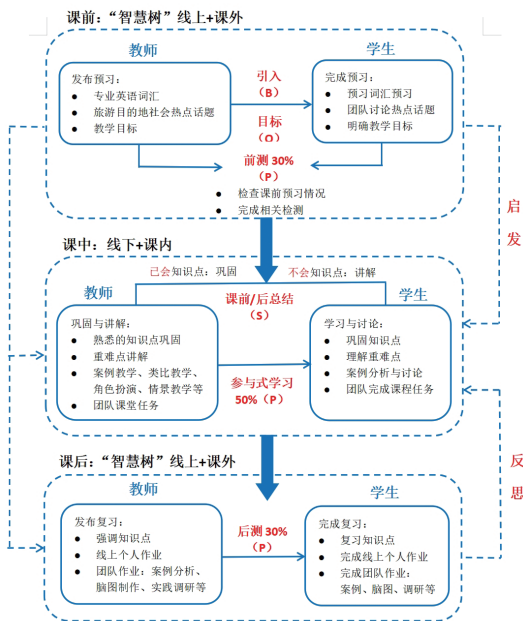 课前：“智慧树”线上+课外
教师
学生
发布预习：
● 专业英语词汇
● 旅游目的地社会热点话题
● 教学目标
引入
（B）
目标
（O）
完成预习：
● 预习词汇预习
● 团队讨论热点话题
● 明确教学目标
前测 30%
（P）
● 检查课前预习情况
● 完成相关检测
启
发
课中：线下+课内
已会知识点：巩固
不会知识点：讲解
教师
学生
课前/后总结
（S）
巩固与讲解：
● 熟悉的知识点巩固
● 重难点讲解
● 案例教学、类比教学、
角色扮演、情景教学等
● 团队课堂任务
参与式学习
50%（P）
学习与讨论：
● 巩固知识点
● 理解重难点
● 案例分析与讨论
● 团队完成课程任务
反
思
课后：“智慧树”线上+课外
教师
学生
发布复习：
● 强调知识点
● 线上个人作业
● 团队作业：案例分析、
脑图制作、实践调研等
后测 30%
（P）
完成复习：
● 复习知识点
● 完成线上个人作业
● 完成团队作业：
案例、脑图、调研等